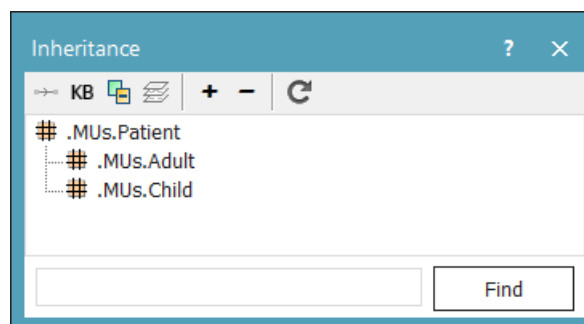 Inheritance ?
KB + -
.MUs.Patient
.MUs.Adult
.MUs.Child
Find